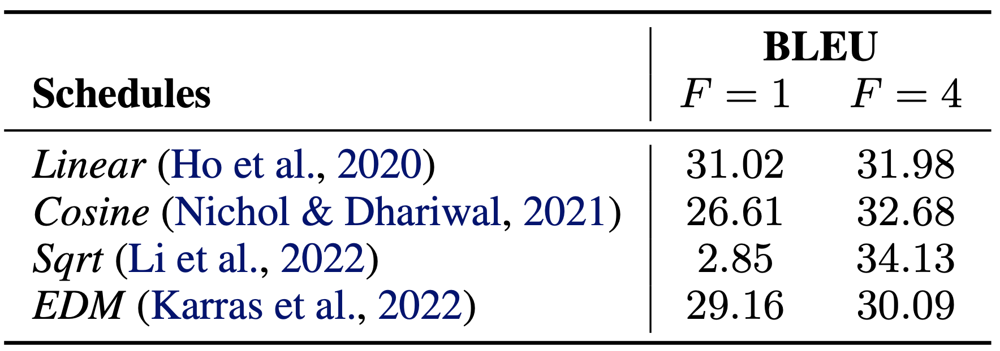 BLEU
Schedules F = 1 F = 4
Linear (Ho et al., 2020) 31.02 31.98
Cosine (Nichol & Dhariwal, 2021) 26.61 32.68
Sqrt (Li et al., 2022) 2.85 34.13
EDM (Karras et al., 2022) 29.16 30.09